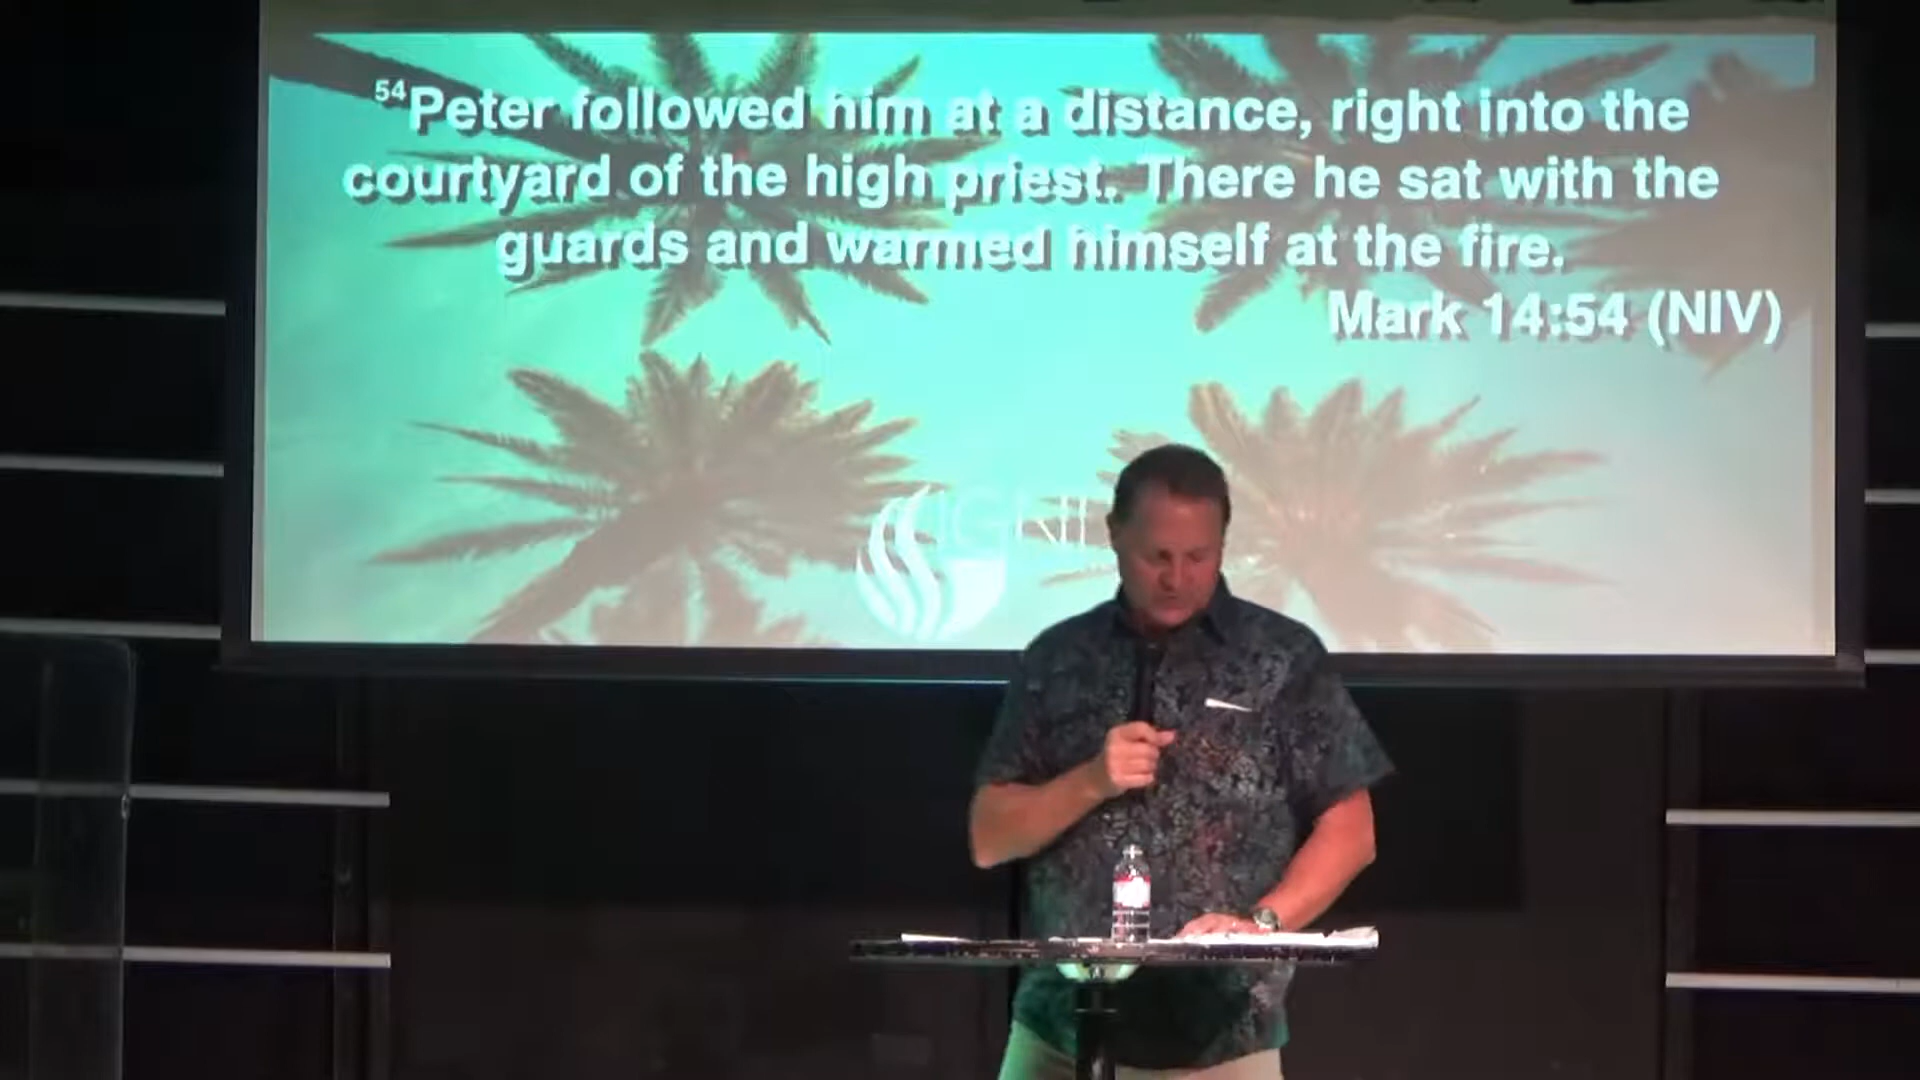 ⁵⁴Peter followed him at a distance, right into the
courtyard of the high priest. There he sat with the
guards and warmed himself at the fire.
Mark 14:54 (NIV)